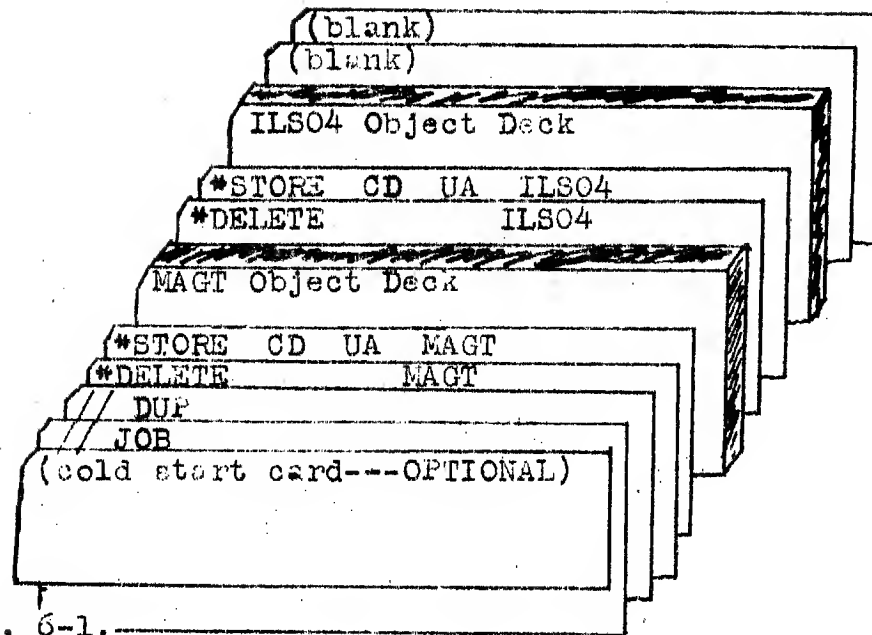 (blank)
(blank)
ILS04 Object Deck
*STORE CD UA ILS04
*DELETE ILS04
MAGT Object Deck
*STORE CD UA MAGT
*DELETE MAGT
// DUP
// JOB
(cold start card---OPTIONAL)
. 6-1.